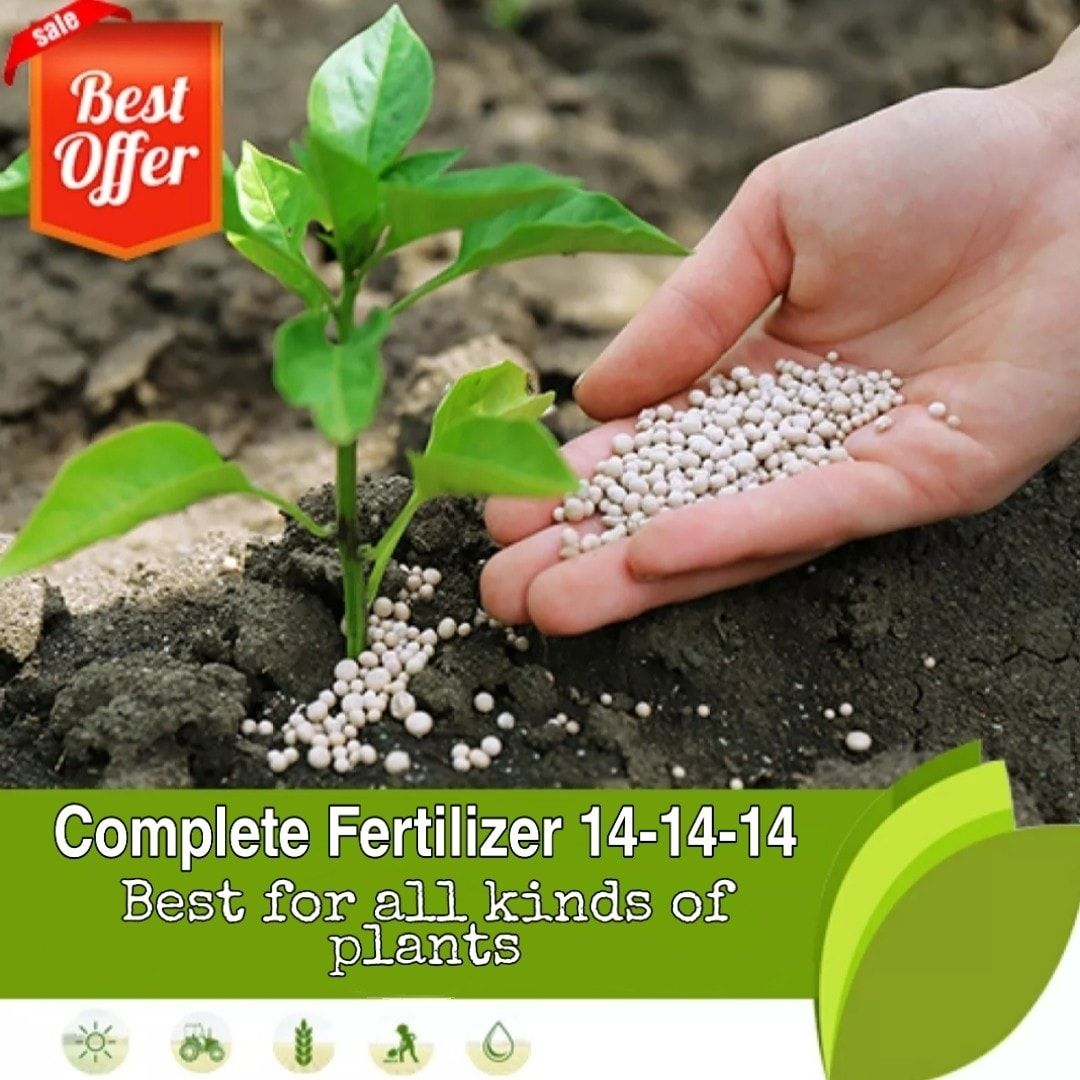 sale
Best
Offer
Complete Fertilizer 14-14-14
Best for all kinds of
plants